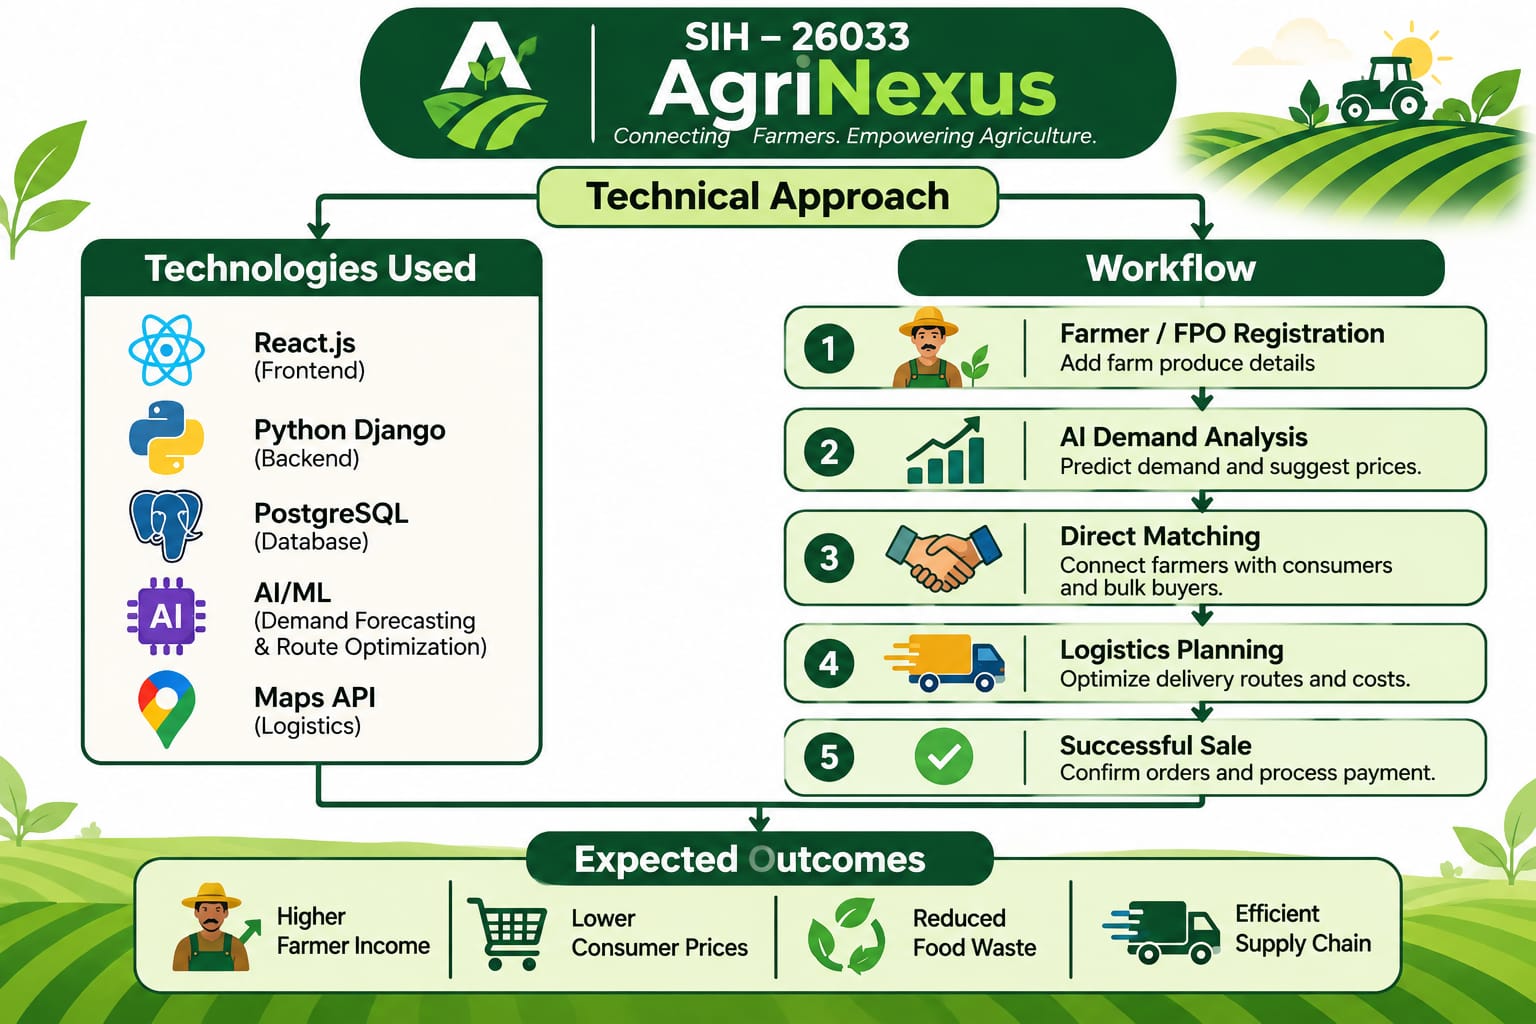 SIH – 26033
AgriNexus
Connecting Farmers. Empowering Agriculture.
Technical Approach
Technologies Used
React.js
(Frontend)
Python Django
(Backend)
PostgreSQL
(Database)
AI
AI/ML
(Demand Forecasting
& Route Optimization)
Maps API
(Logistics)
Workflow
1
Farmer / FPO Registration
Add farm produce details
2
AI Demand Analysis
Predict demand and suggest prices.
3
Direct Matching
Connect farmers with consumers
and bulk buyers.
4
Logistics Planning
Optimize delivery routes and costs.
5
Successful Sale
Confirm orders and process payment.
Expected Outcomes
Higher
Farmer Income
Lower
Consumer Prices
Reduced
Food Waste
Efficient
Supply Chain